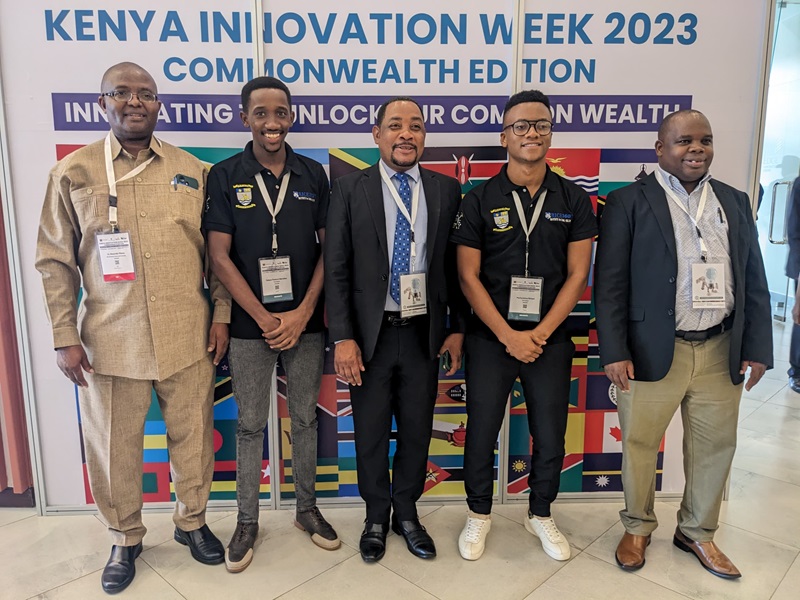 KENYA INNOVATION WEEK 2023
COMMONWEALTH EDITION
INNOVATING TO UNLOCK OUR COMMON WEALTH